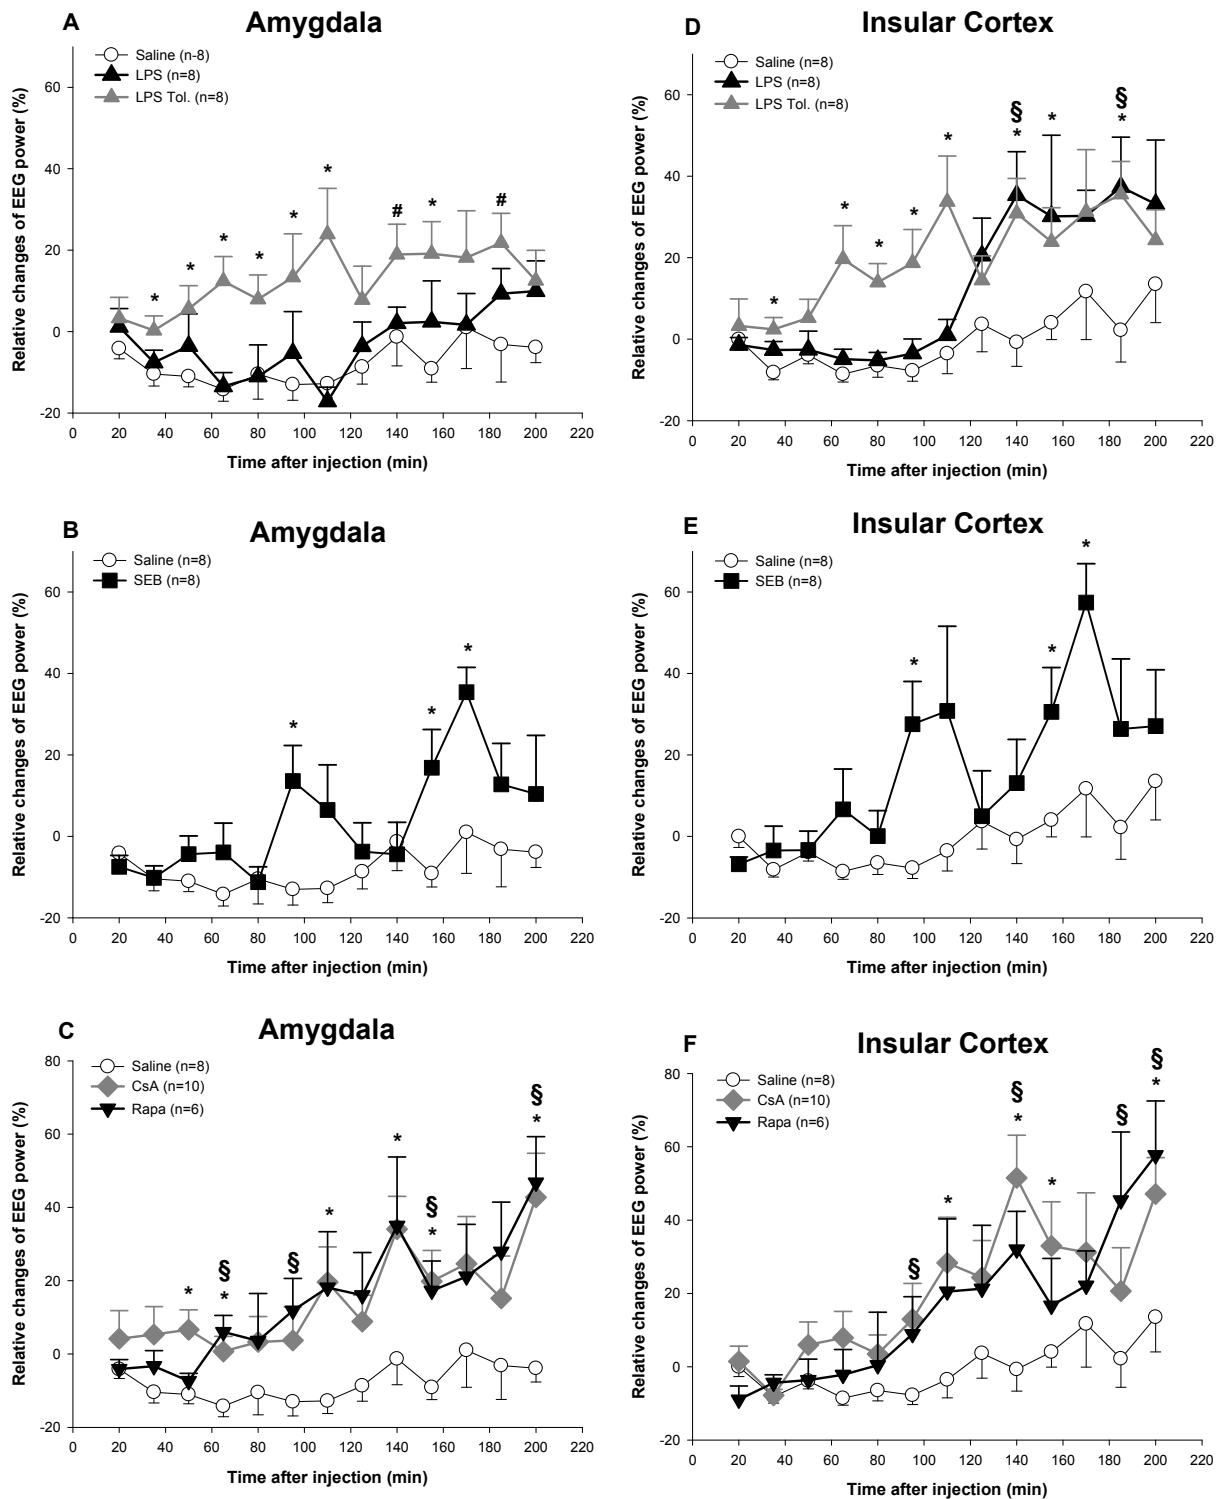 A
Amygdala
Saline (n-8)
LPS (n=8)
LPS Tol. (n=8)
Relative changes of EEG power (%)
60
40
20
0
-20
* * * * * * # * #
0 20 40 60 80 100 120 140 160 180 200 220
Time after injection (min)
D
Insular Cortex
Saline (n=8)
LPS (n=8)
LPS Tol. (n=8)
Relative changes of EEG power (%)
60
40
20
0
-20
§ §
* * * * * * * *
0 20 40 60 80 100 120 140 160 180 200 220
Time after injection (min)
B
Amygdala
Saline (n=8)
SEB (n=8)
Relative changes of EEG power (%)
60
40
20
0
-20
* * *
0 20 40 60 80 100 120 140 160 180 200 220
Time after injection (min)
E
Insular Cortex
Saline (n=8)
SEB (n=8)
Relative changes of EEG power (%)
60
40
20
0
-20
* * *
0 20 40 60 80 100 120 140 160 180 200 220
Time after injection (min)
C
Amygdala
Saline (n=8)
CsA (n=10)
Rapa (n=6)
Relative changes of EEG power (%)
80
60
40
20
0
-20
§ § § §
* * * * * *
0 20 40 60 80 100 120 140 160 180 200 220
Time after injection (min)
F
Insular Cortex
Saline (n=8)
CsA (n=10)
Rapa (n=6)
Relative changes of EEG power (%)
80
60
40
20
0
-20
§ § § §
* * * *
0 20 40 60 80 100 120 140 160 180 200 220
Time after injection (min)